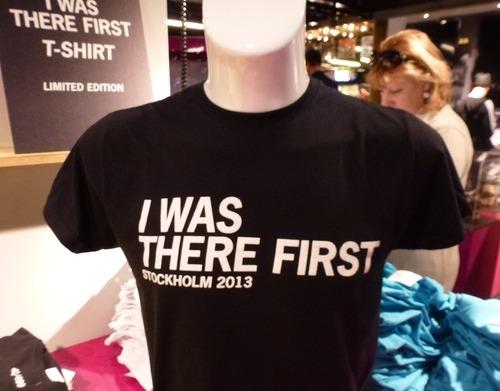 I WAS
THERE FIRST
T-SHIRT
LIMITED EDITION
I WAS
THERE FIRST
STOCKHOLM 2013